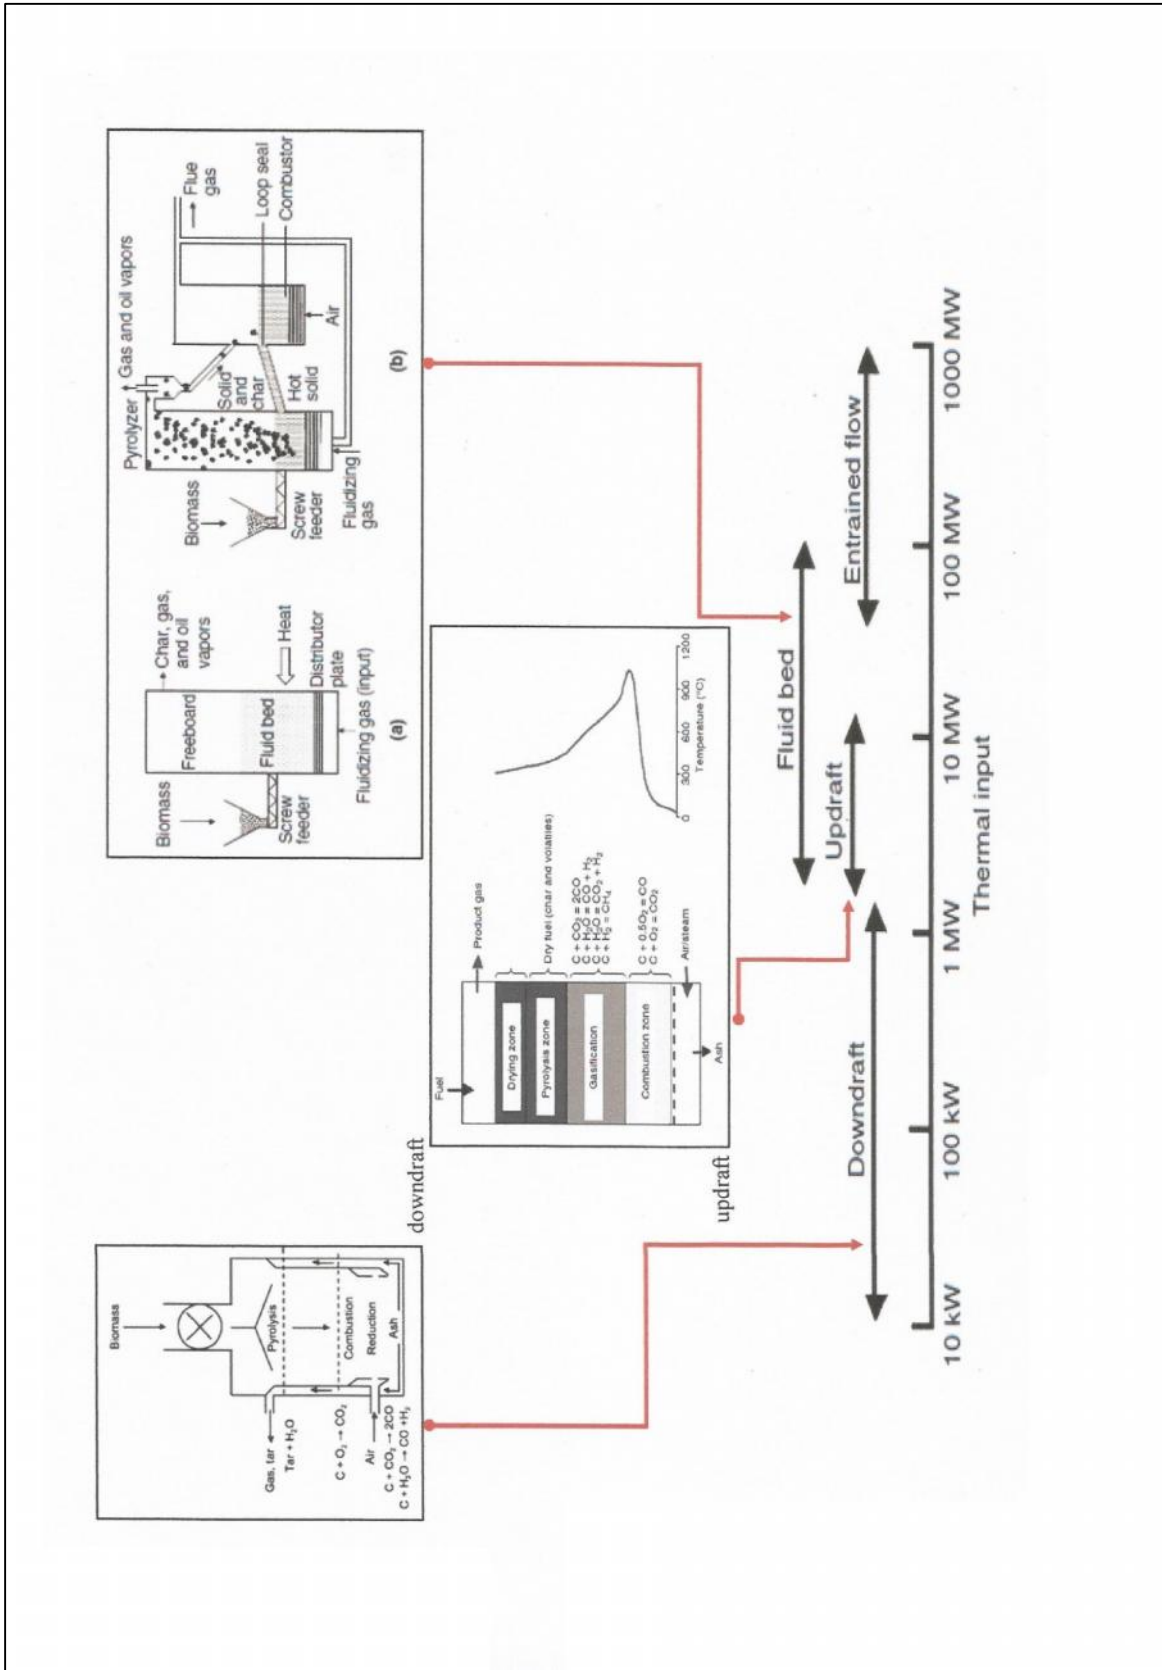 Biomass
Pyrolysis
Combustion
Reduction
Ash
Gas, tar
Tar + H₂O
C + O₂ → CO₂
Air
C + CO₂ → 2CO
C + H₂O → CO + H₂
downdraft
Biomass
Screw
feeder
Freeboard
Fluid bed
Char, gas,
and oil
vapors
Heat
Distributor
plate
Fluidizing gas (input)
(a)
Pyrolyzer
Gas and oil vapors
Biomass
Screw
feeder
Fluidizing
gas
Solid
and
char
Hot
solid
Flue
gas
Loop seal
Combustor
Air
(b)
Fuel
Product gas
Drying zone
Pyrolysis zone
Gasification
Combustion zone
Dry fuel (char and volatiles)
C + CO₂ = 2CO
C + H₂O = CO + H₂
C + H₂O = CO₂ + H₂
C + H₂ = CH₄
C + 0.5O₂ = CO
C + O₂ = CO₂
Air/steam
Ash
0 300 600 900 1200
Temperature (°C)
updraft
Fluid bed
Updraft
Downdraft
Entrained flow
10 kW 100 kW 1 MW 10 MW 100 MW 1000 MW
Thermal input